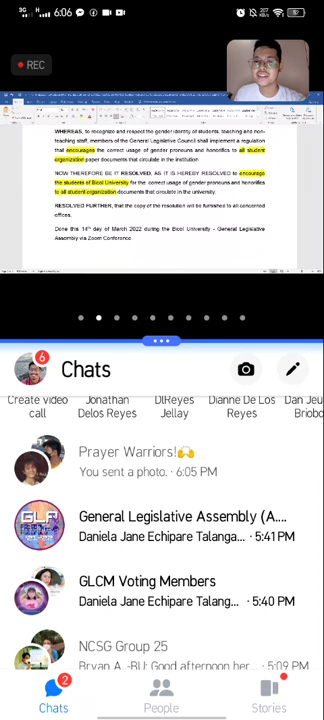 3G H 6:06 207 B/S 92
REC
WHEREAS, to recognize and respect the gender identity of students, teaching and non-
teaching staff, members of the General Legislative Council shall implement a regulation
that encourages the correct usage of gender pronouns and honorifics to all student
organization paper documents that circulate in the institution.
NOW THEREFORE BE IT RESOLVED, AS IT IS HEREBY RESOLVED to encourage
the students of Bicol University for the correct usage of gender pronouns and honorifics
to all student organization documents that circulate in the university.
RESOLVED FURTHER, that the copy of the resolution will be furnished to all concerned
offices.
Done this 14th day of March 2022 during the Bicol University - General Legislative
Assembly via Zoom Conference.
6 Chats
Create video Jonathan DlReyes Dianne De Los Dan Jeu
call Delos Reyes Jellay Reyes Briobo
Prayer Warriors!🙌
You sent a photo. · 6:05 PM
General Legislative Assembly (A....
Daniela Jane Echipare Talanga... · 5:41 PM
GLCM Voting Members
Daniela Jane Echipare Talang... · 5:40 PM
NCSG Group 25
Bryan A. -BU: Good afternoon her... · 5:09 PM
2
Chats People Stories